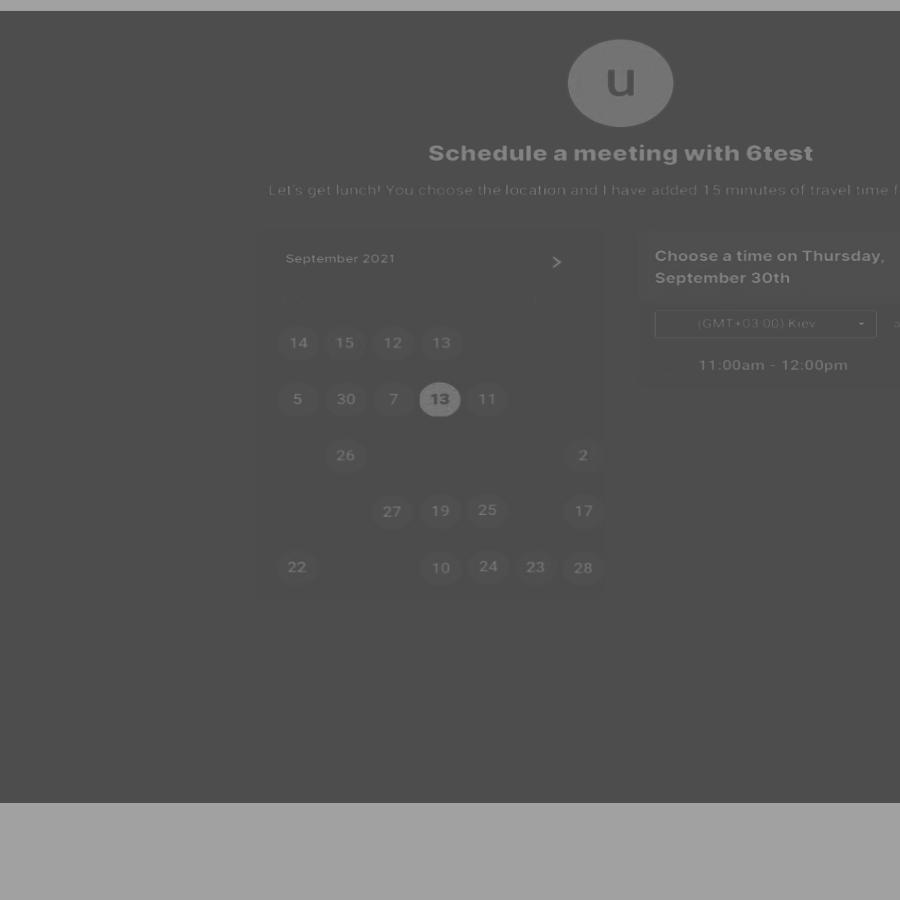 u
Schedule a meeting with 6test
Let's get lunch! You choose the location and I have added 15 minutes of travel time f
September 2021
Choose a time on Thursday,
September 30th
(GMT+03:00) Kiev
11:00am - 12:00pm
14 15 12 13
5 30 7 13 11
26 2
27 19 25 17
22 10 24 23 28